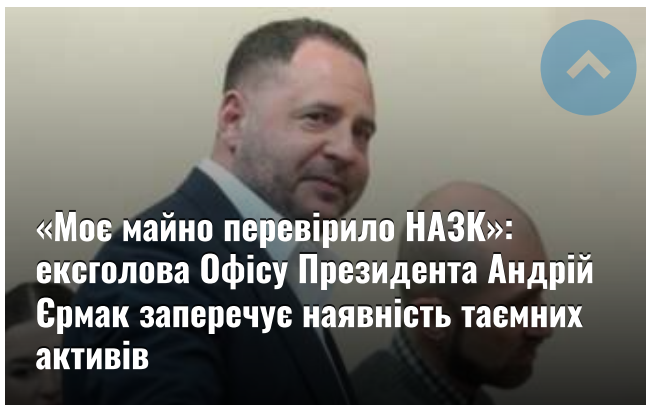 «Моє майно перевірило НАЗК»:
ексголова Офісу Президента Андрій
Єрмак заперечує наявність таємних
активів